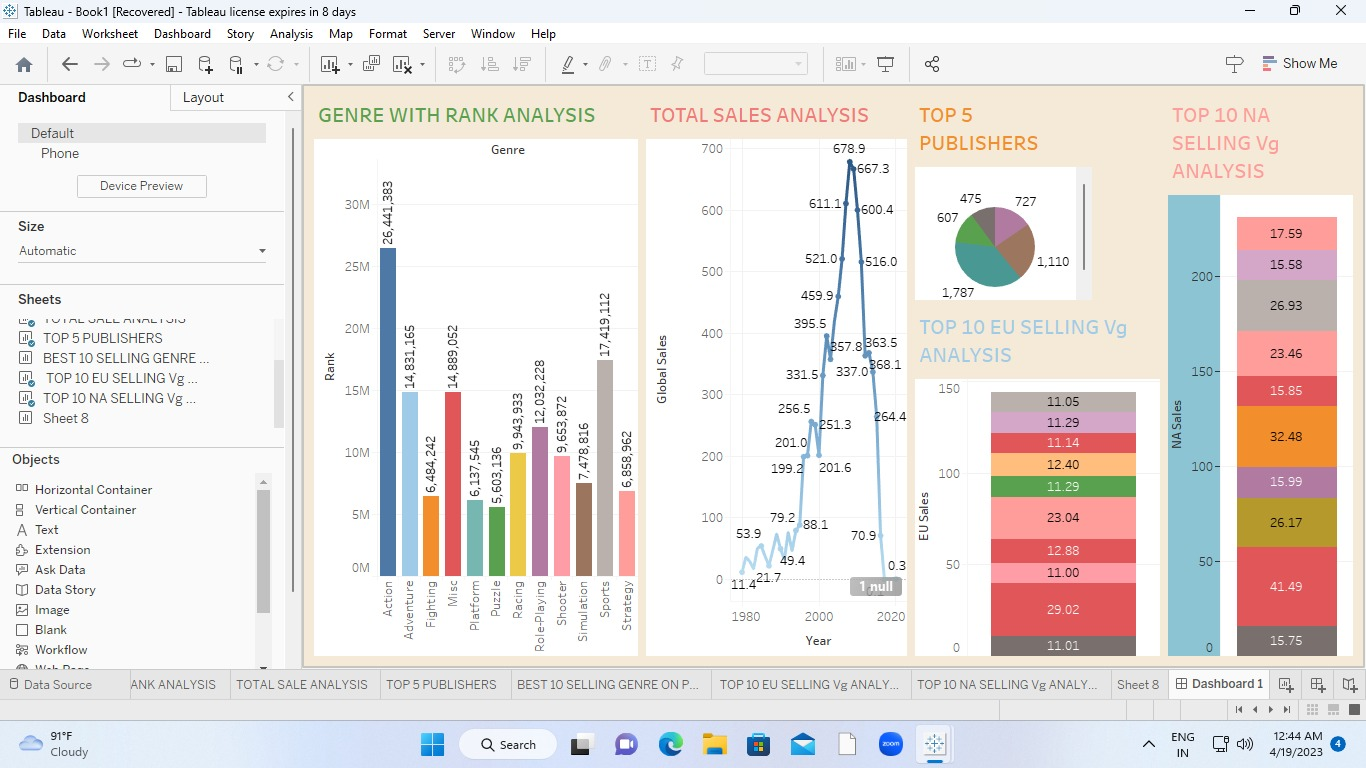 Tableau - Book1 [Recovered] - Tableau license expires in 8 days
File Data Worksheet Dashboard Story Analysis Map Format Server Window Help
Show Me
Dashboard
Layout
Default
Phone
Device Preview
Size
Automatic
Sheets
TOTAL SALE ANALYSIS
TOP 5 PUBLISHERS
BEST 10 SELLING GENRE ...
TOP 10 EU SELLING Vg ...
TOP 10 NA SELLING Vg ...
Sheet 8
Objects
Horizontal Container
Vertical Container
Text
Extension
Ask Data
Data Story
Image
Blank
Workflow
Web Page
GENRE WITH RANK ANALYSIS
Genre
Rank
30M
25M
20M
15M
10M
5M
0M
26,441,383
14,831,165
6,484,242
14,889,052
6,137,545
5,603,136
9,943,933
12,032,228
9,653,872
7,478,816
17,419,112
6,858,962
Action
Adventure
Fighting
Misc
Platform
Puzzle
Racing
Role-Playing
Shooter
Simulation
Sports
Strategy
TOTAL SALES ANALYSIS
Global Sales
700
600
500
400
300
200
100
0
678.9
667.3
611.1
600.4
521.0
516.0
459.9
395.5
357.8
363.5
331.5
337.0
368.1
256.5
251.3
264.4
201.0
199.2
201.6
79.2
88.1
53.9
49.4
70.9
11.4
21.7
0.3
1 null
1980
2000
2020
Year
TOP 5
PUBLISHERS
475
727
607
1,110
1,787
TOP 10 EU SELLING Vg
ANALYSIS
EU Sales
150
100
50
0
11.05
11.29
11.14
12.40
11.29
23.04
12.88
11.00
29.02
11.01
TOP 10 NA
SELLING Vg
ANALYSIS
NA Sales
200
150
100
50
0
17.59
15.58
26.93
23.46
15.85
32.48
15.99
26.17
41.49
15.75
Data Source
ANK ANALYSIS
TOTAL SALE ANALYSIS
TOP 5 PUBLISHERS
BEST 10 SELLING GENRE ON P...
TOP 10 EU SELLING Vg ANALY...
TOP 10 NA SELLING Vg ANALY...
Sheet 8
Dashboard 1
91°F
Cloudy
Search
zoom
ENG
IN
12:44 AM
4/19/2023
4